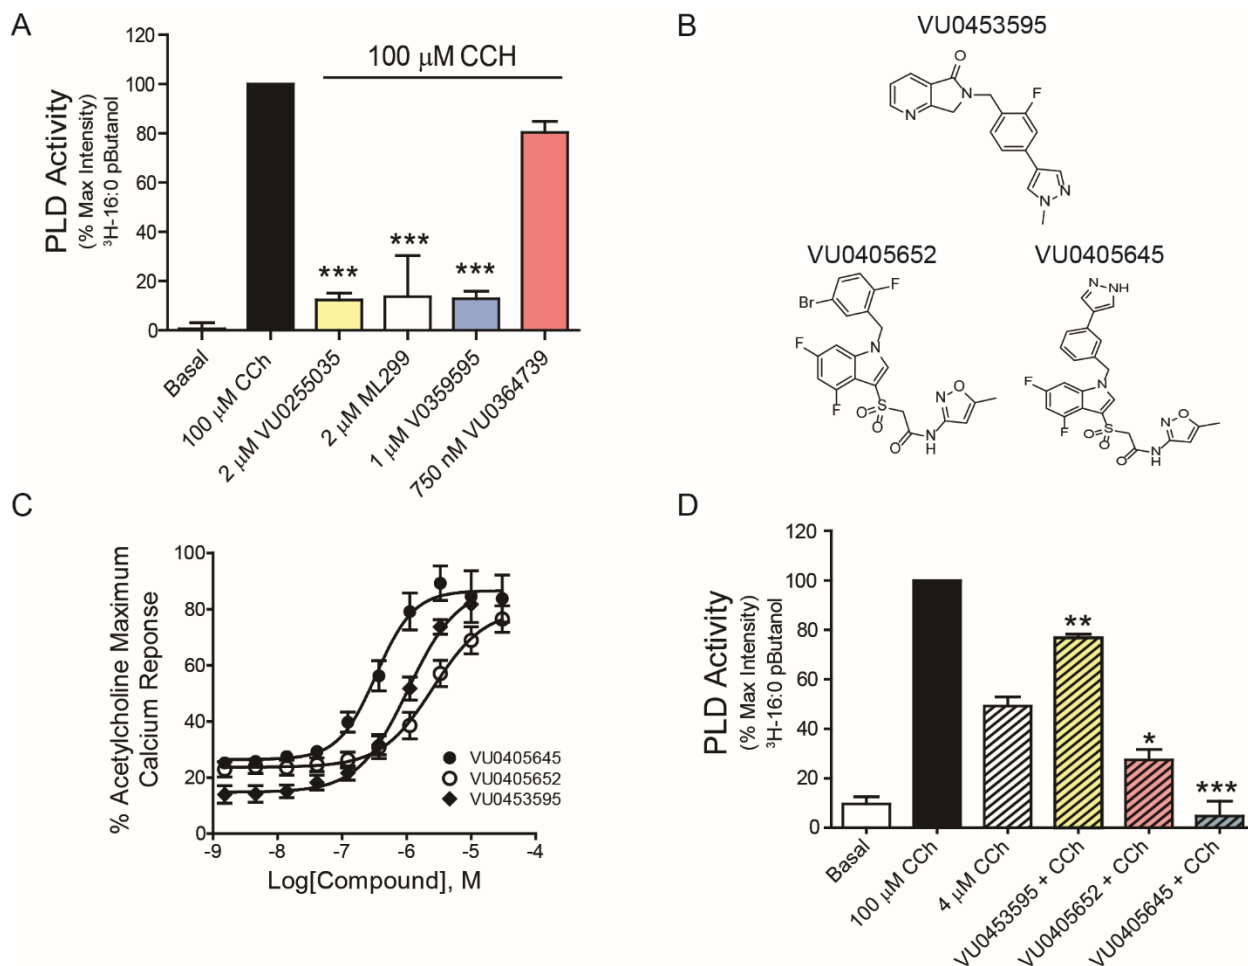 A
100 μM CCH
PLD Activity
(% Max Intensity)
³H-16:0 pButanol
120
100
80
60
40
20
0
***
***
***
Basal
100 μM CCh
2 μM VU0255035
2 μM ML299
1 μM V0359595
750 nM VU0364739
B
VU0453595
O
N
N
F
N
N
CH₃
VU0405652
F
Br
F
N
F
S
O
O
O
N
H
N
O
CH₃
VU0405645
N
NH
F
N
F
S
O
O
O
N
H
N
O
CH₃
C
% Acetylcholine Maximum
Calcium Reponse
100
80
60
40
20
0
VU0405645
VU0405652
VU0453595
-9
-8
-7
-6
-5
-4
Log[Compound], M
D
PLD Activity
(% Max Intensity)
³H-16:0 pButanol
120
100
80
60
40
20
0
**
*
***
Basal
100 μM CCh
4 μM CCh
VU0453595 + CCh
VU0405652 + CCh
VU0405645 + CCh